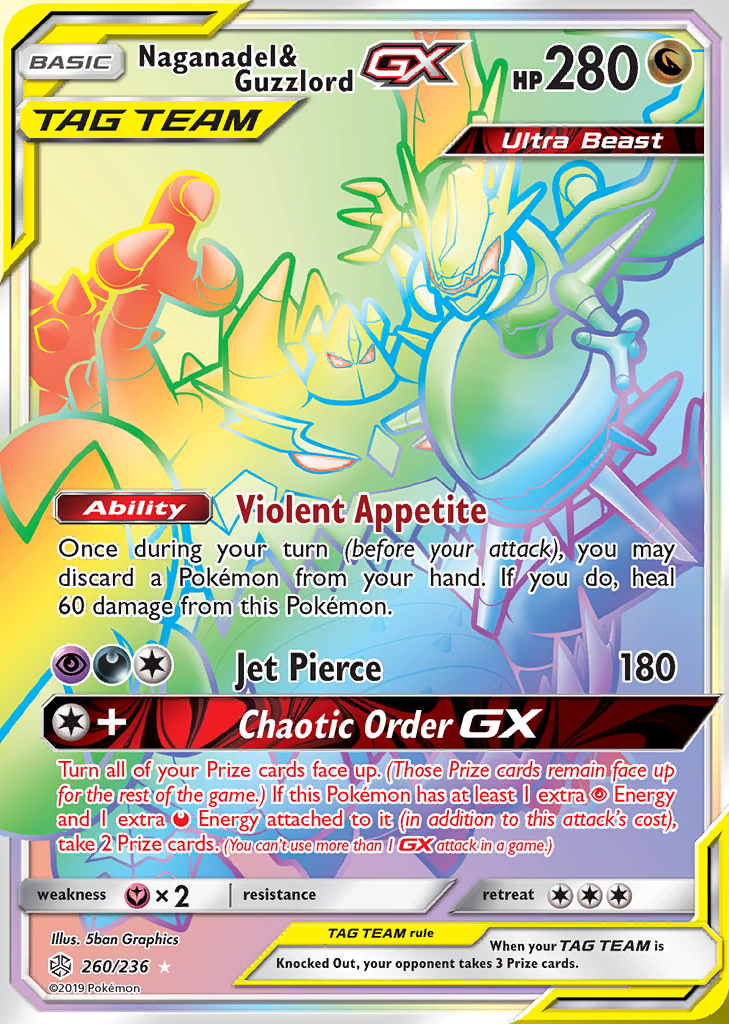 BASIC
Naganadel&
Guzzlord GX
HP 280
TAG TEAM
Ultra Beast
Ability Violent Appetite
Once during your turn (before your attack), you may
discard a Pokémon from your hand. If you do, heal
60 damage from this Pokémon.
Jet Pierce 180
+ Chaotic Order GX
Turn all of your Prize cards face up. (Those Prize cards remain face up
for the rest of the game.) If this Pokémon has at least 1 extra Energy
and 1 extra Energy attached to it (in addition to this attack's cost),
take 2 Prize cards. (You can't use more than 1 GX attack in a game.)
weakness ×2 resistance retreat
Illus. 5ban Graphics
260/236
©2019 Pokémon
TAG TEAM rule
When your TAG TEAM is
Knocked Out, your opponent takes 3 Prize cards.